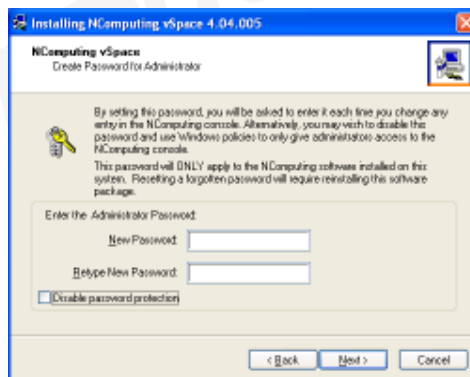 Installing NComputing vSpace 4.04.005
NComputing vSpace
Create Password for Administrator
By setting this password, you will be asked to enter it each time you change any
entry in the NComputing console. Alternatively, you may wish to disable this
password and use Windows policies to only give administrators access to the
NComputing console.
This password will ONLY apply to the NComputing software installed on this
system. Resetting a forgotten password will require reinstalling this software
package.
Enter the Administrator Password:
New Password:
Retype New Password:
Disable password protection
< Back
Next >
Cancel